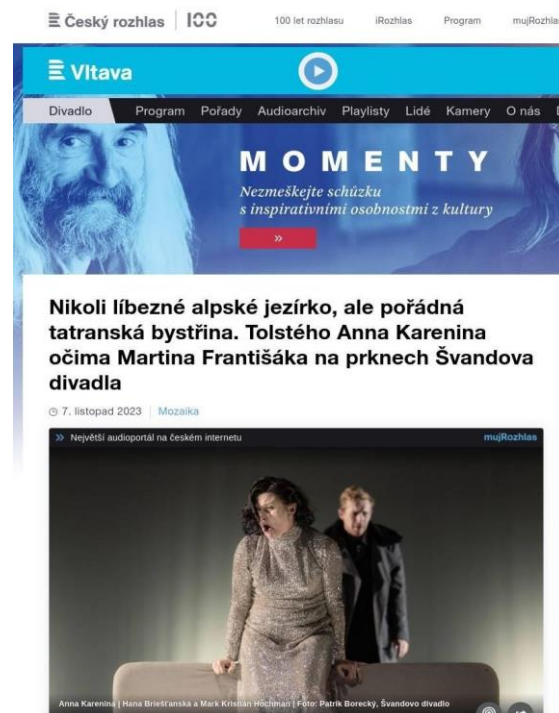 Český rozhlas 100 100 let rozhlasu iRozhlas Program mujRozhlas
Vltava
Divadlo Program Pořady Audioarchiv Playlisty Lidé Kamery O nás
MOMENTY
Nezmeškejte schůzku
s inspirativními osobnostmi z kultury
»
Nikoli líbezné alpské jezírko, ale pořádná
tatranská bystřina. Tolstého Anna Karenina
očima Martina Františáka na prknech Švandova
divadla
7. listopad 2023 | Mozaika
» Největší audioportál na českém internetu mujRozhlas
Anna Karenina | Hana Briešťanská a Mark Kristián Hochman | Foto: Patrik Borecký, Švandovo divadlo